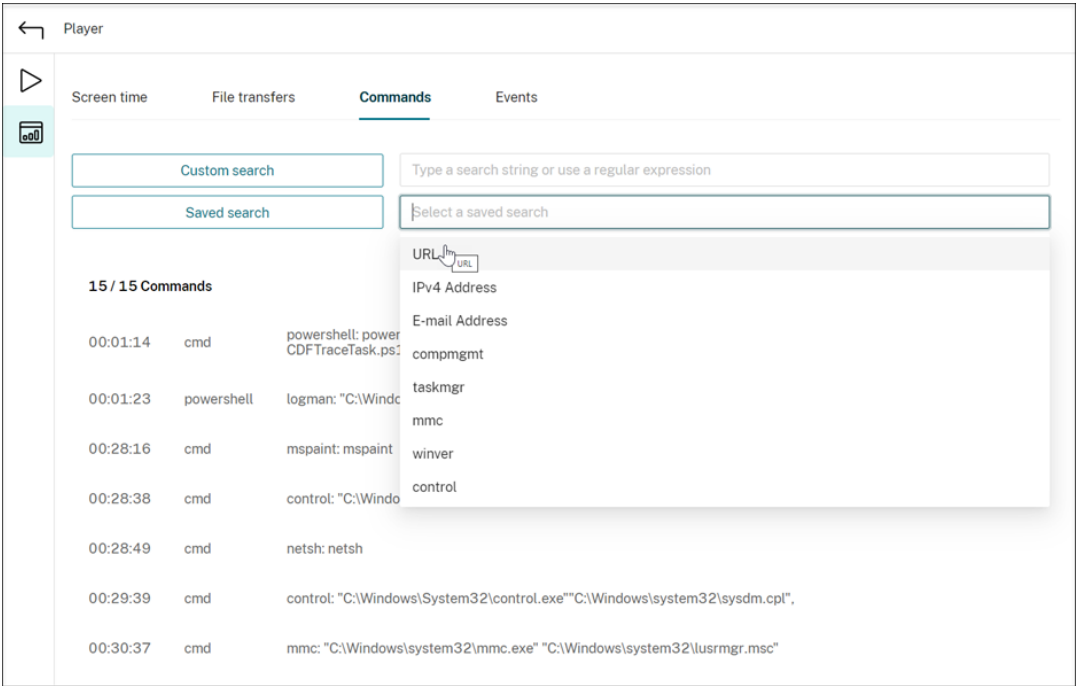 Player
Screen time File transfers Commands Events
Custom search Type a search string or use a regular expression
Saved search Select a saved search
URL
URL
IPv4 Address
15 / 15 Commands
E-mail Address
00:01:14 cmd powershell: power
CDFTraceTask.ps1
compmgmt
taskmgr
00:01:23 powershell logman: "C:\Windo
mmc
00:28:16 cmd mspaint: mspaint
winver
control
00:28:38 cmd control: "C:\Windo
00:28:49 cmd netsh: netsh
00:29:39 cmd control: "C:\Windows\System32\control.exe""C:\Windows\system32\sysdm.cpl",
00:30:37 cmd mmc: "C:\Windows\system32\mmc.exe" "C:\Windows\system32\lusrmgr.msc"